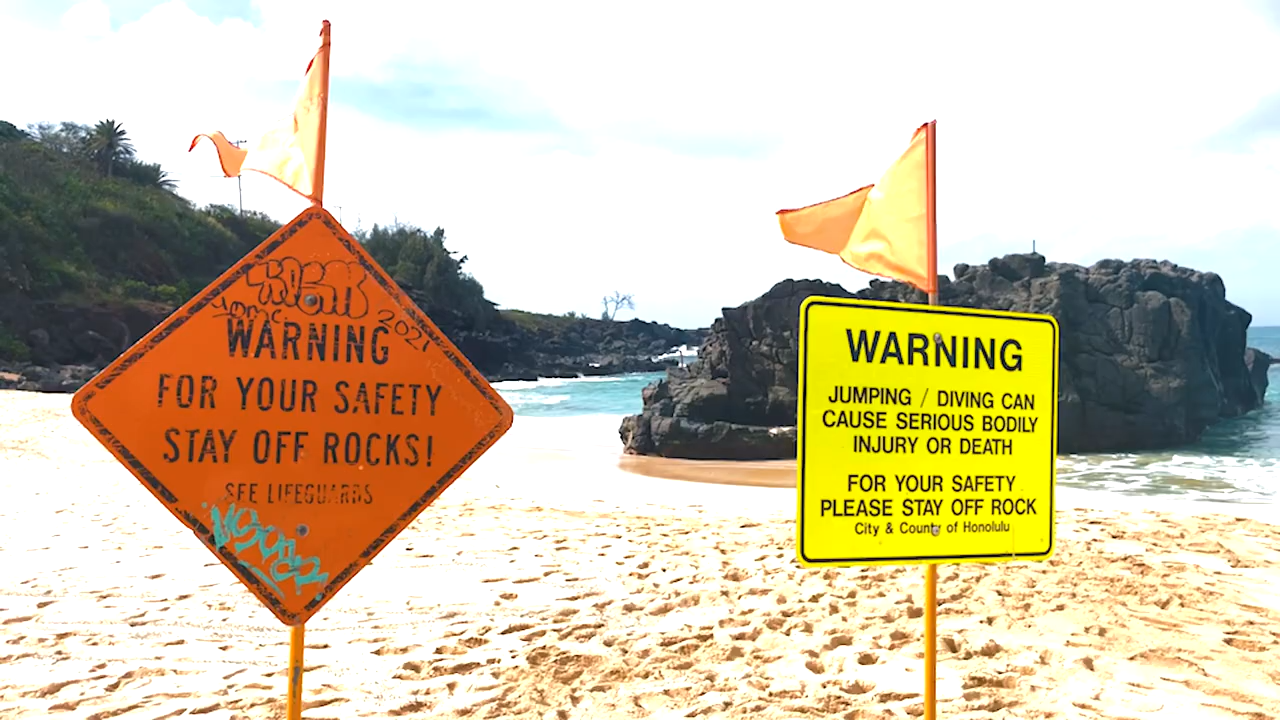 2021
WARNING
FOR YOUR SAFETY
STAY OFF ROCKS!
SEE LIFEGUARDS
WARNING
JUMPING / DIVING CAN
CAUSE SERIOUS BODILY
INJURY OR DEATH
FOR YOUR SAFETY
PLEASE STAY OFF ROCK
City & County of Honolulu